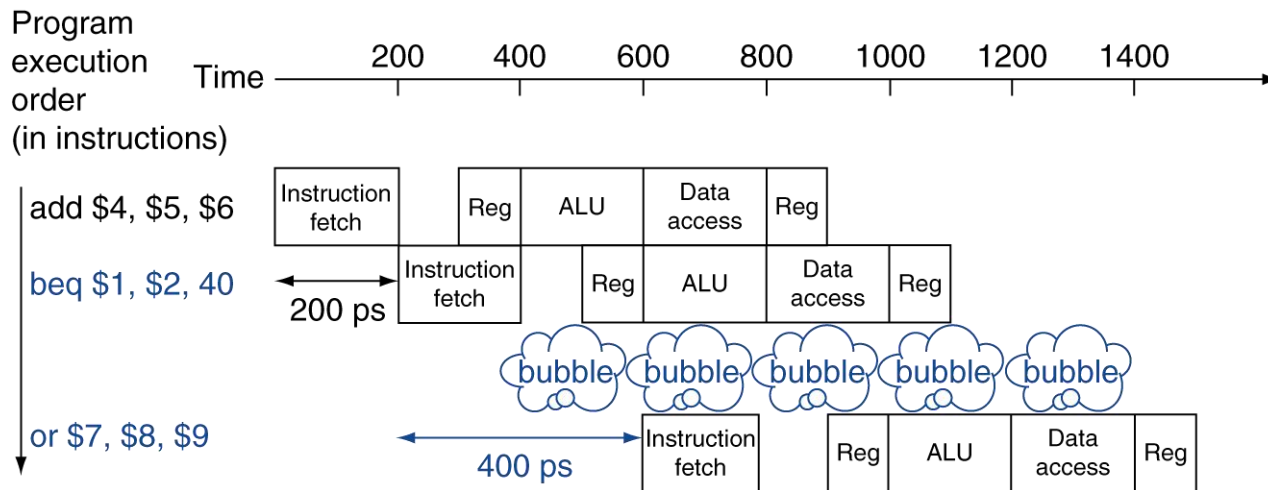 Program
execution
order
(in instructions)
Time
200 400 600 800 1000 1200 1400
add $4, $5, $6
Instruction
fetch
Reg
ALU
Data
access
Reg
beq $1, $2, 40
200 ps
Instruction
fetch
Reg
ALU
Data
access
Reg
bubble bubble bubble bubble bubble
or $7, $8, $9
400 ps
Instruction
fetch
Reg
ALU
Data
access
Reg